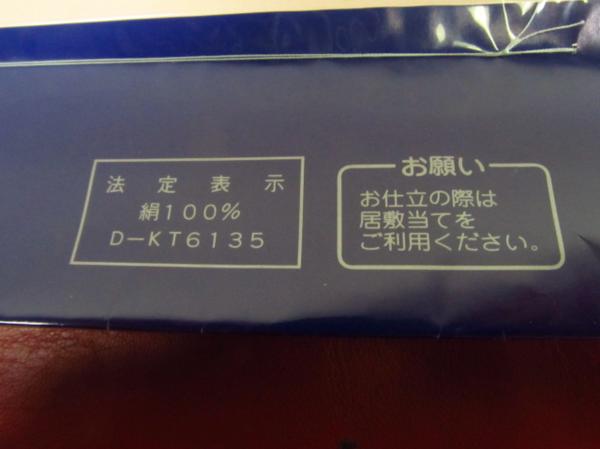 法定表示
絹100%
D-KT6135
お願い
お仕立の際は
居敷当てを
ご利用ください。